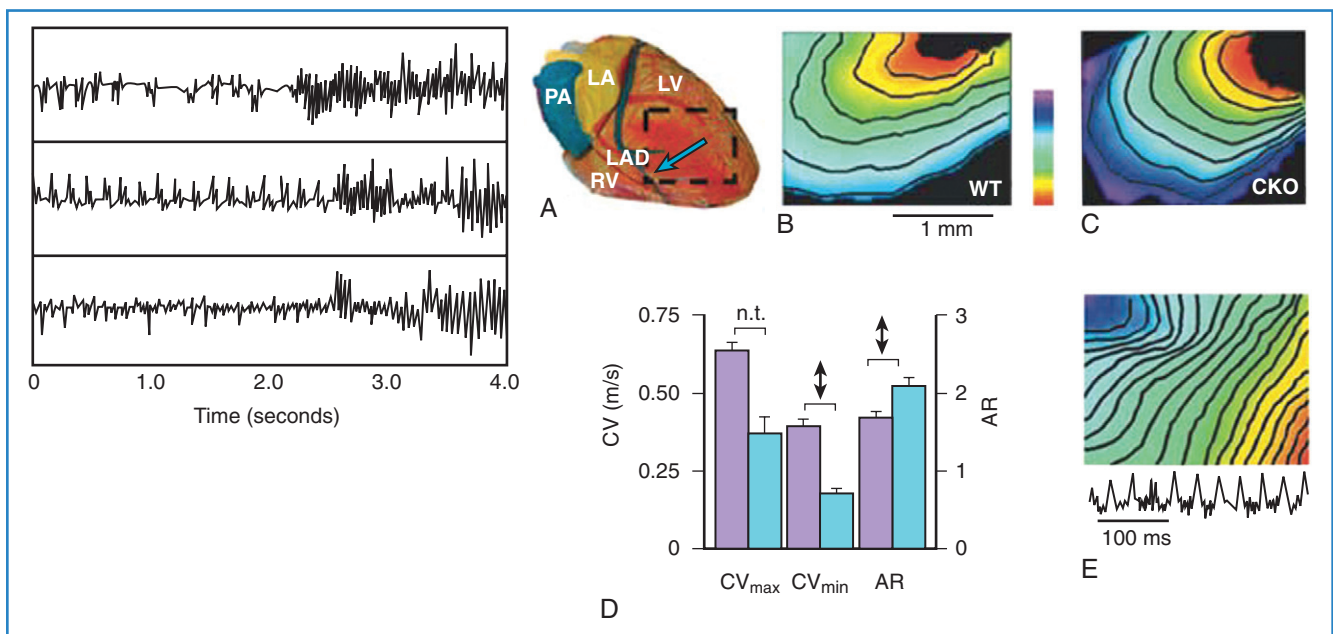 0 1.0 2.0 3.0 4.0
Time (seconds)
PA
LA
LV
LAD
RV
A
WT
B
1 mm
CKO
C
0.75
0.50
0.25
0
CV (m/s)
n.t.
3
2
1
0
AR
CVmax CVmin AR
D
100 ms
E